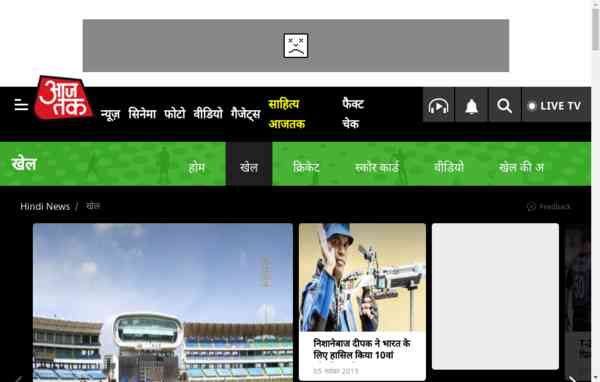 आज
तक
न्यूज़ सिनेमा फोटो वीडियो गैजेट्स साहित्य आजतक फैक्ट चेक
LIVE TV
खेल
होम खेल क्रिकेट स्कोर कार्ड वीडियो खेल की अ
Hindi News / खेल
Feedback
निशानेबाज दीपक ने भारत के
लिए हासिल किया 10वां
05 नवंबर 2019